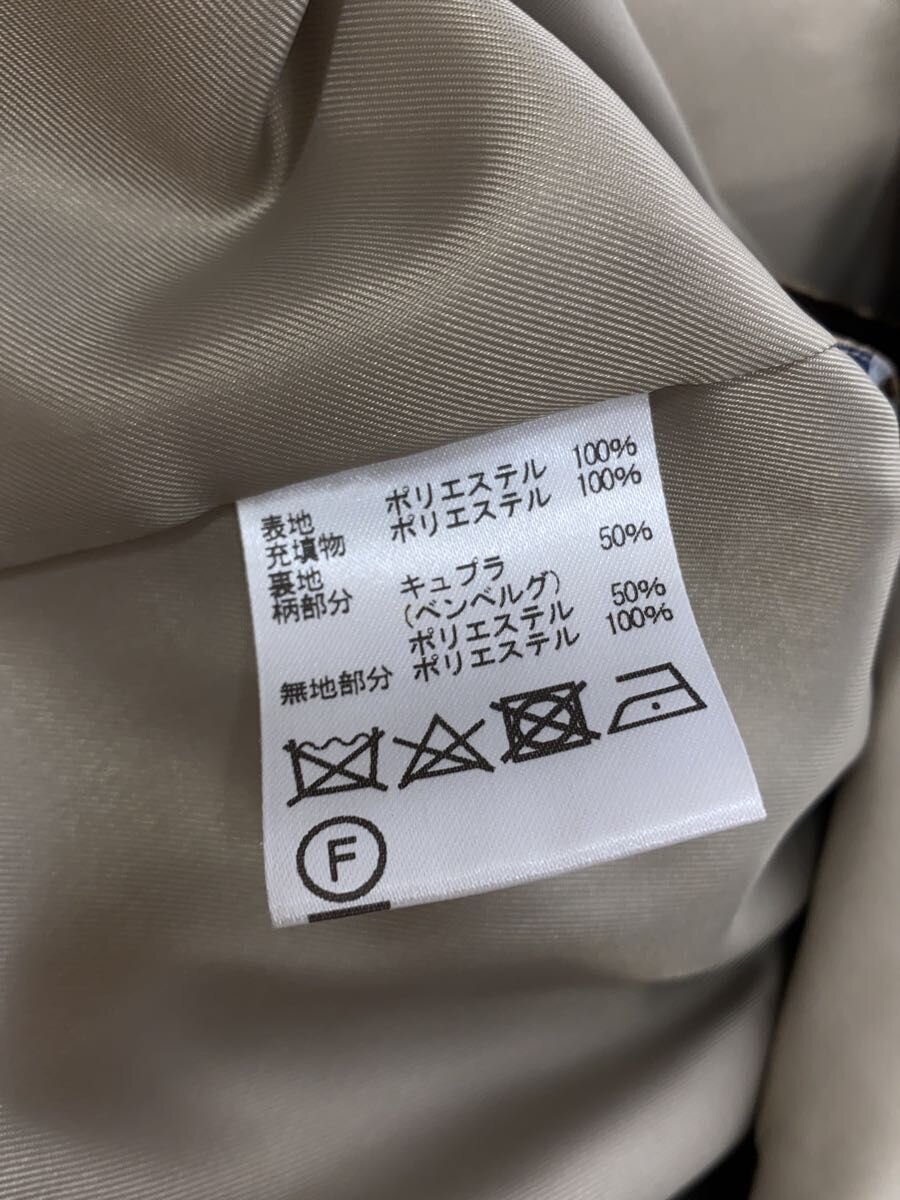 表地 ポリエステル 100%
充填物 ポリエステル 100%
裏地
柄部分 キュプラ 50%
(ベンベルグ)
ポリエステル 50%
無地部分 ポリエステル 100%
F